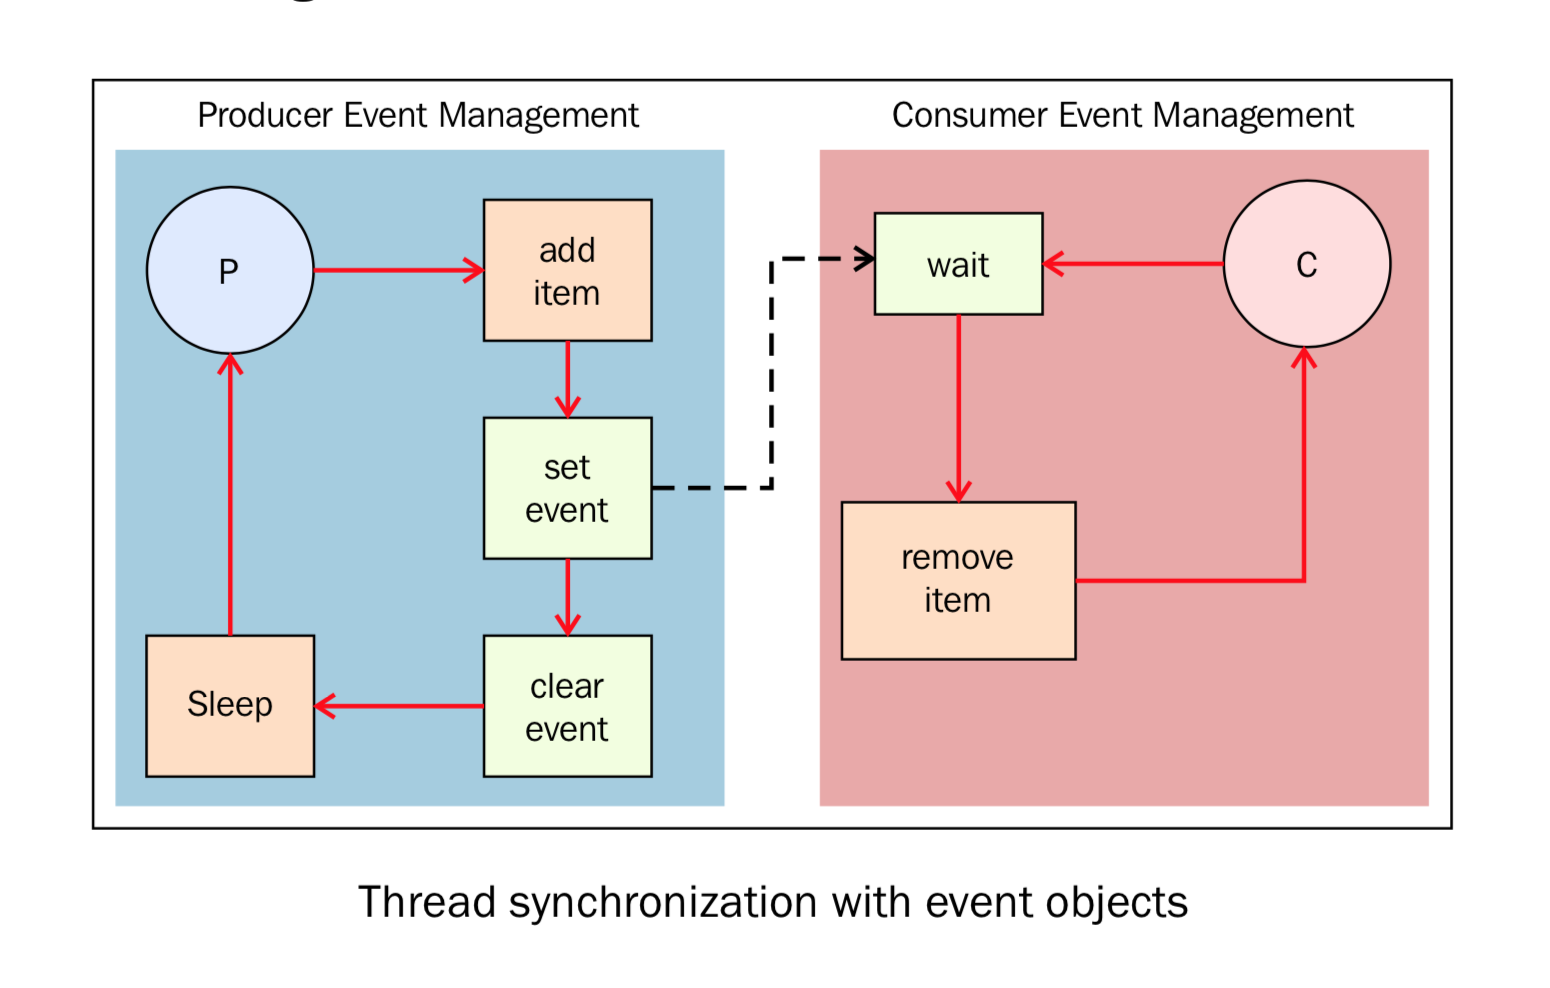 Producer Event Management
P
add
item
set
event
clear
event
Sleep
Consumer Event Management
wait
C
remove
item
Thread synchronization with event objects